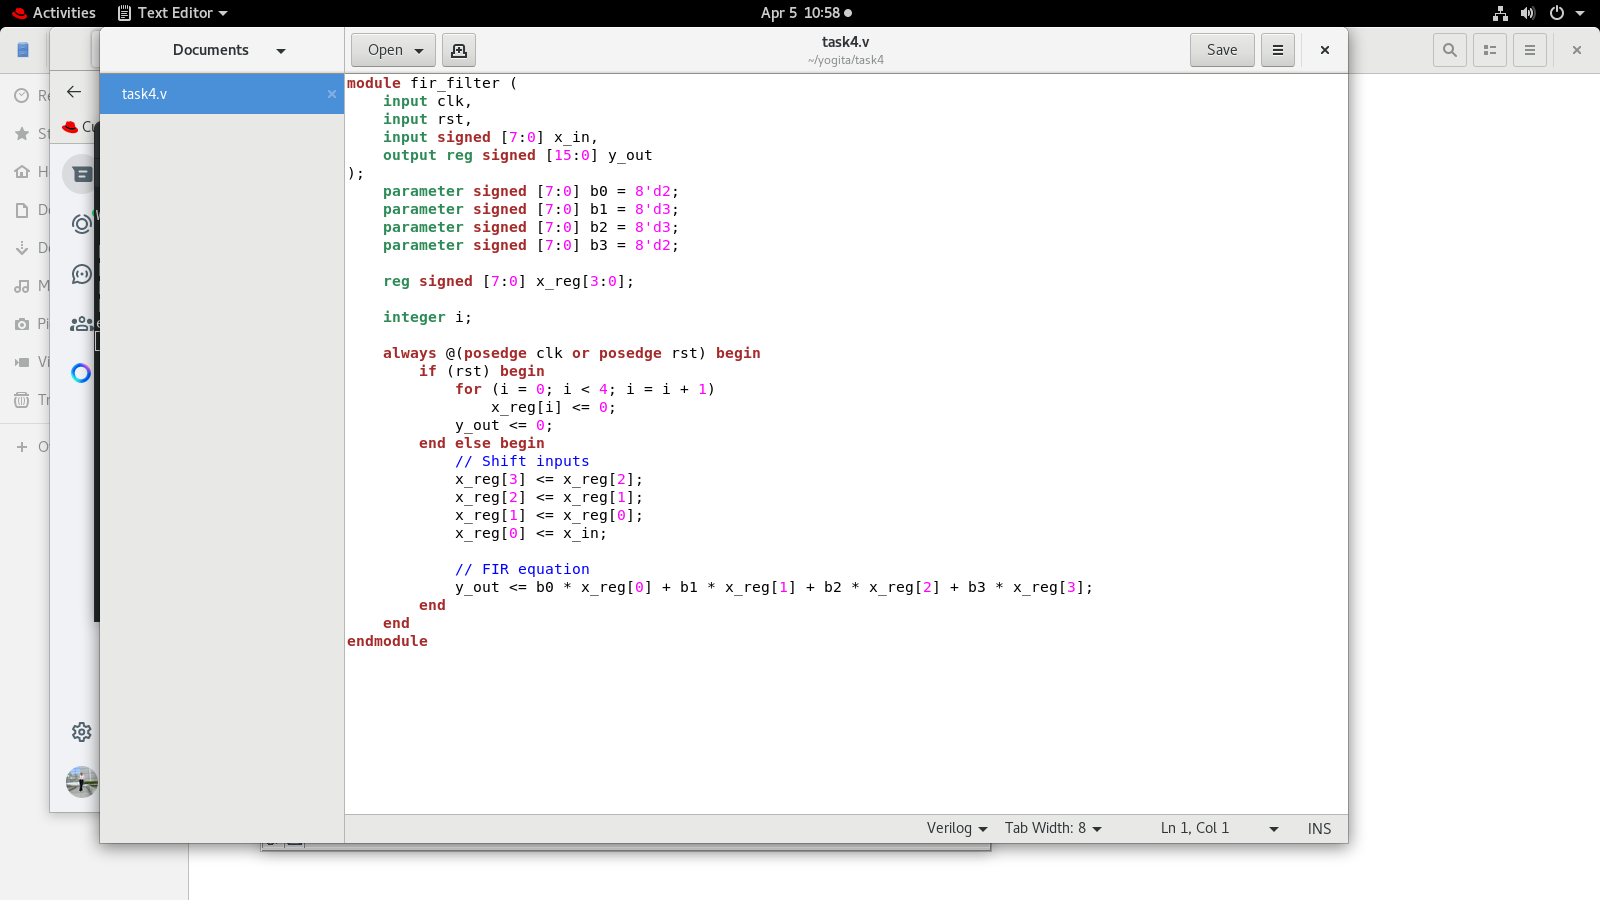 Activities
Text Editor
Apr 5 10:58
Documents
Open
task4.v
~/yogita/task4
Save
task4.v
module fir_filter (
    input clk,
    input rst,
    input signed [7:0] x_in,
    output reg signed [15:0] y_out
);
    parameter signed [7:0] b0 = 8'd2;
    parameter signed [7:0] b1 = 8'd3;
    parameter signed [7:0] b2 = 8'd3;
    parameter signed [7:0] b3 = 8'd2;
    reg signed [7:0] x_reg[3:0];
    integer i;
    always @(posedge clk or posedge rst) begin
        if (rst) begin
            for (i = 0; i < 4; i = i + 1)
                x_reg[i] <= 0;
            y_out <= 0;
        end else begin
            // Shift inputs
            x_reg[3] <= x_reg[2];
            x_reg[2] <= x_reg[1];
            x_reg[1] <= x_reg[0];
            x_reg[0] <= x_in;
            // FIR equation
            y_out <= b0 * x_reg[0] + b1 * x_reg[1] + b2 * x_reg[2] + b3 * x_reg[3];
        end
    end
endmodule
Verilog
Tab Width: 8
Ln 1, Col 1
INS